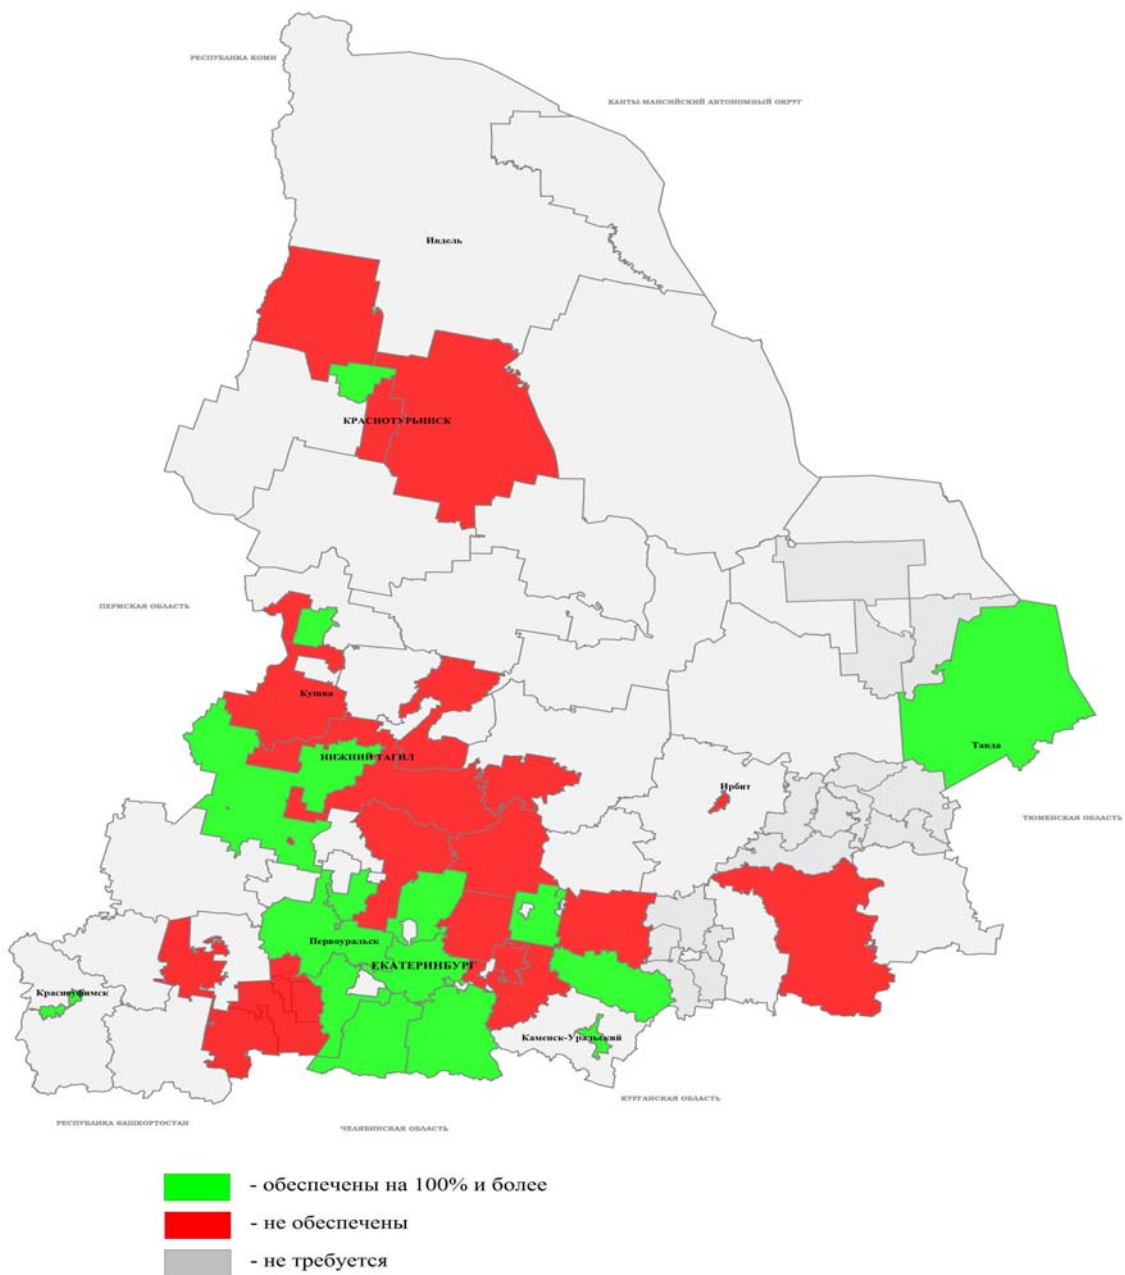 РЕСПУБЛИКА КОМИ
ХАНТЫ-МАНСИЙСКИЙ АВТОНОМНЫЙ ОКРУГ
Ивдель
КРАСНОТУРЬИНСК
ПЕРМСКАЯ ОБЛАСТЬ
Кушва
Тавда
НИЖНИЙ ТАГИЛ
Ирбит
ТЮМЕНСКАЯ ОБЛАСТЬ
Первоуральск
ЕКАТЕРИНБУРГ
Красноуфимск
Каменск-Уральский
КУРГАНСКАЯ ОБЛАСТЬ
РЕСПУБЛИКА БАШКОРТОСТАН
ЧЕЛЯБИНСКАЯ ОБЛАСТЬ
- обеспечены на 100% и более
- не обеспечены
- не требуется